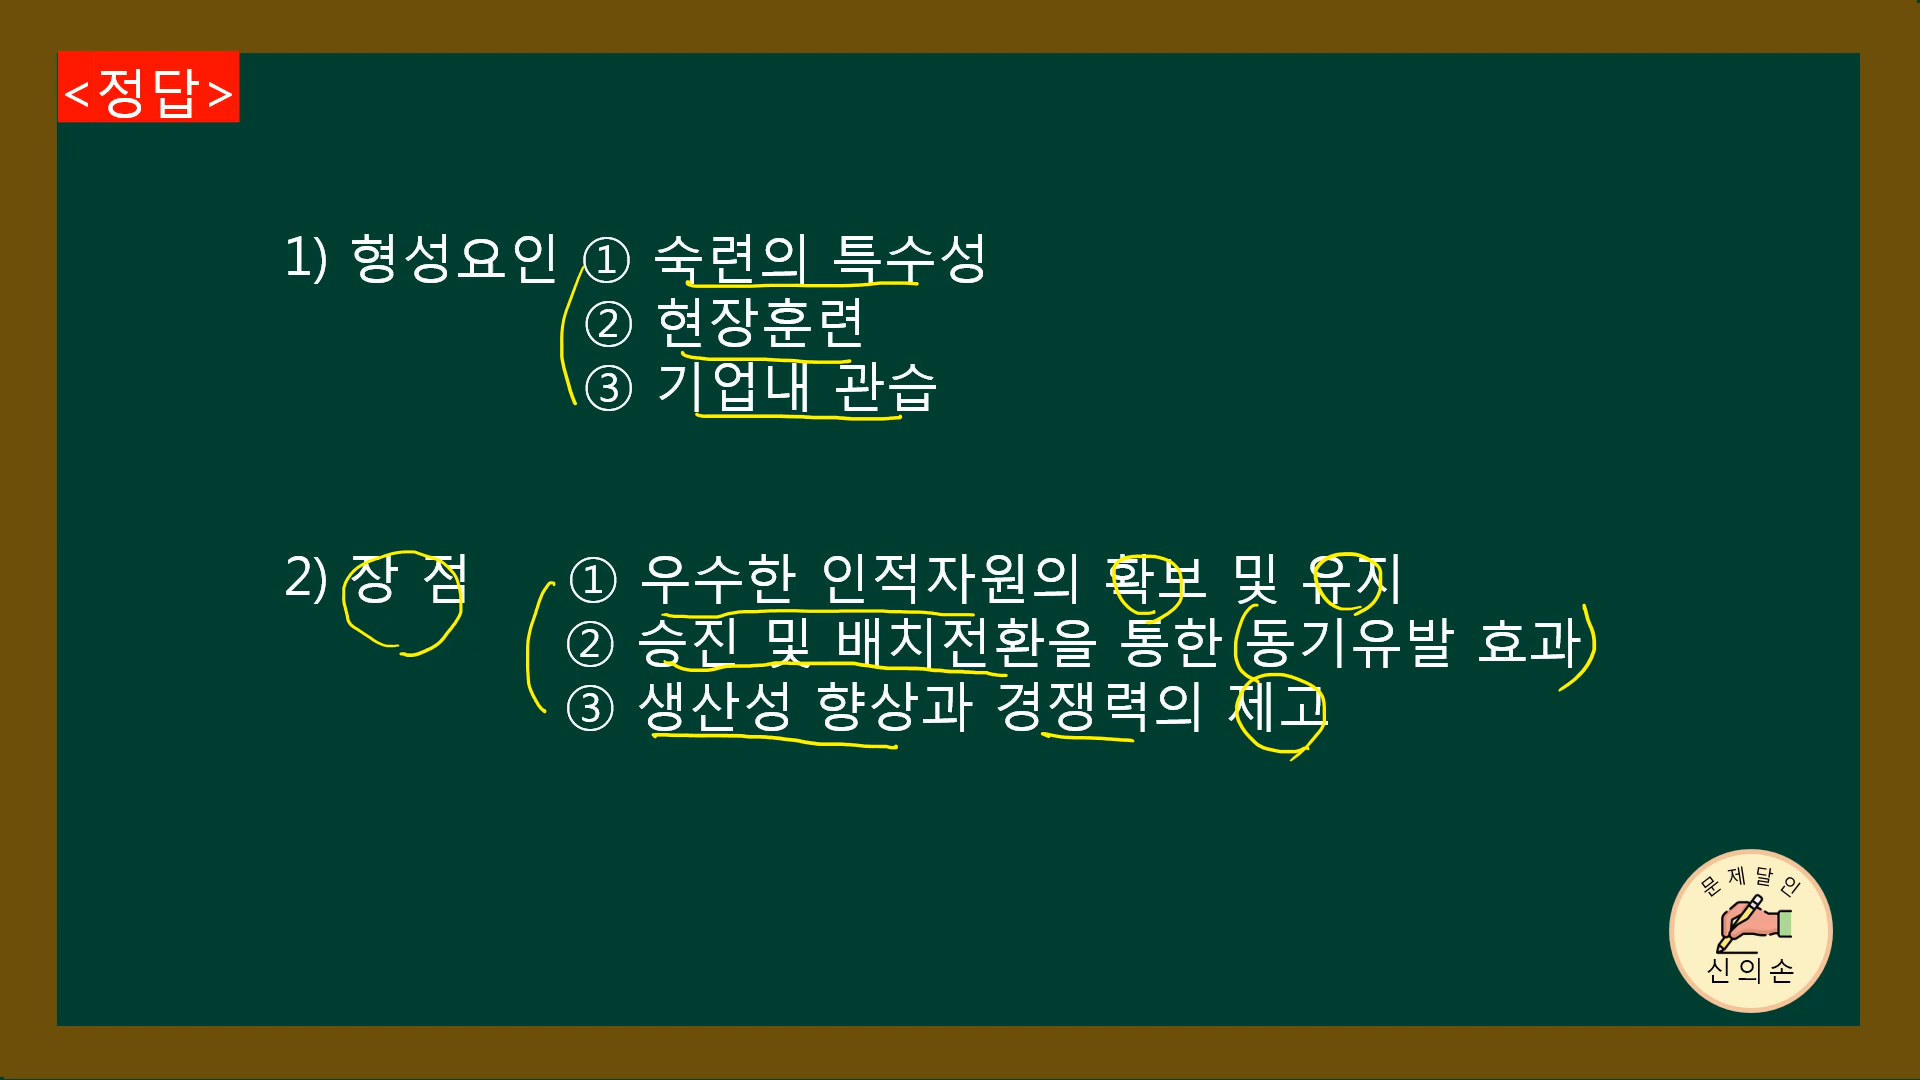 <정답>
1) 형성요인 ① 숙련의 특수성
② 현장훈련
③ 기업내 관습
2) 장 점 ① 우수한 인적자원의 확보 및 유지
② 승진 및 배치전환을 통한 동기유발 효과
③ 생산성 향상과 경쟁력의 제고
문제달인
신의손